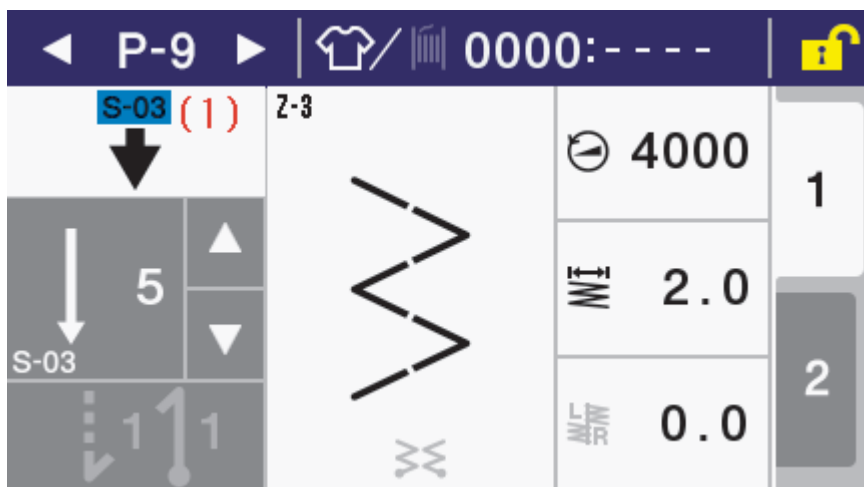 P-9 0000:----
S-03 (1)
Z-3
4000
1
5
2.0
S-03
2
1 1
L
R
0.0